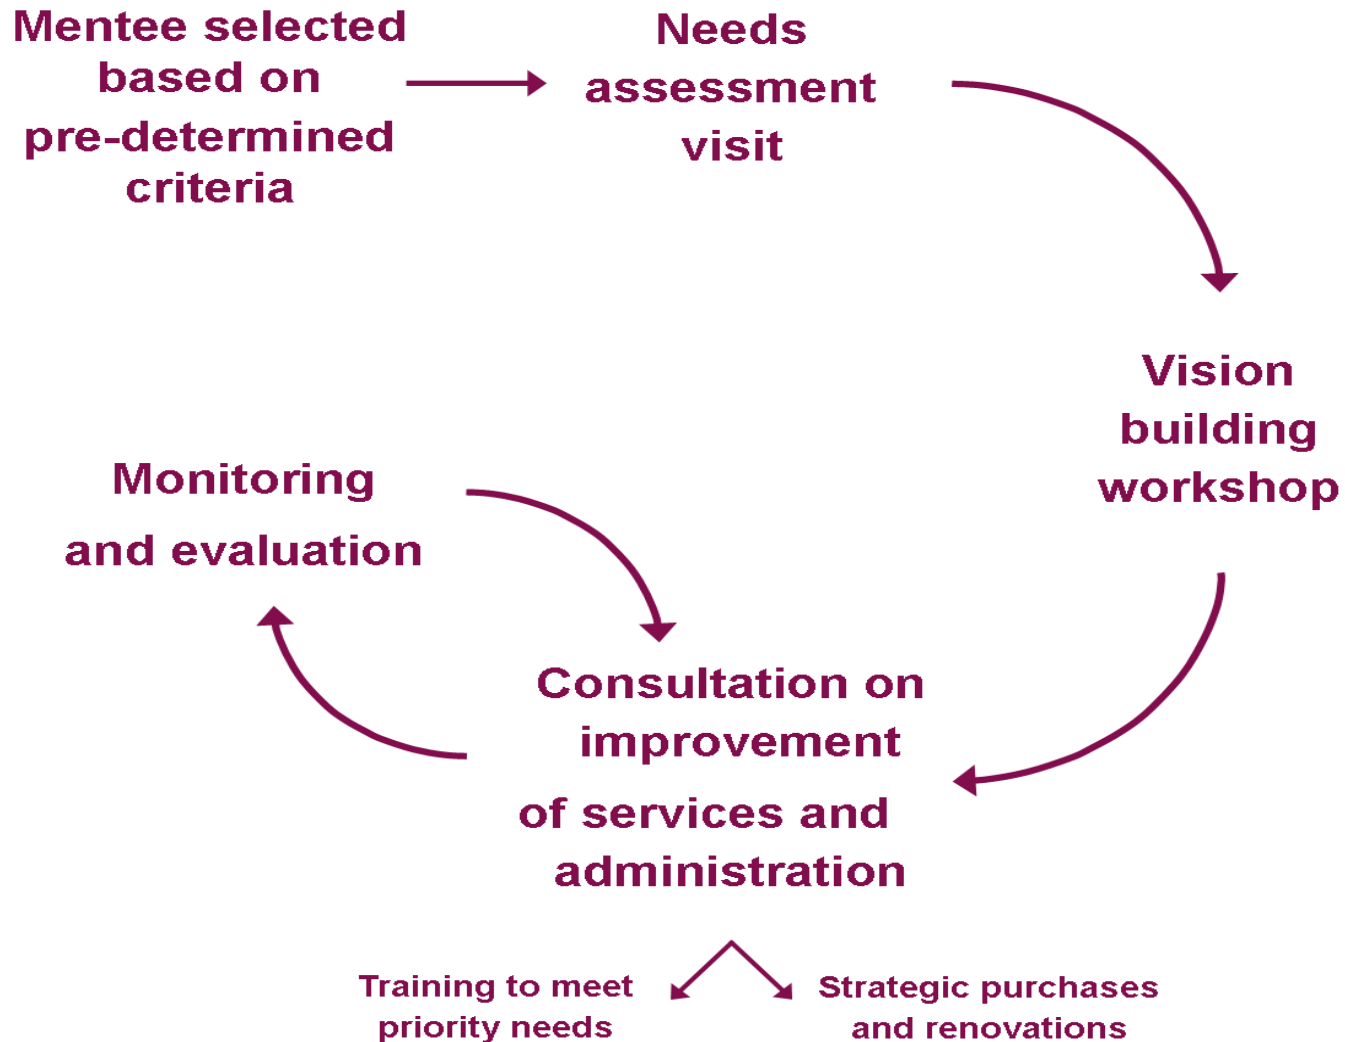 Mentee selected
based on
pre-determined
criteria
Needs
assessment
visit
Vision
building
workshop
Monitoring
and evaluation
Consultation on
improvement
of services and
administration
Training to meet
priority needs
Strategic purchases
and renovations